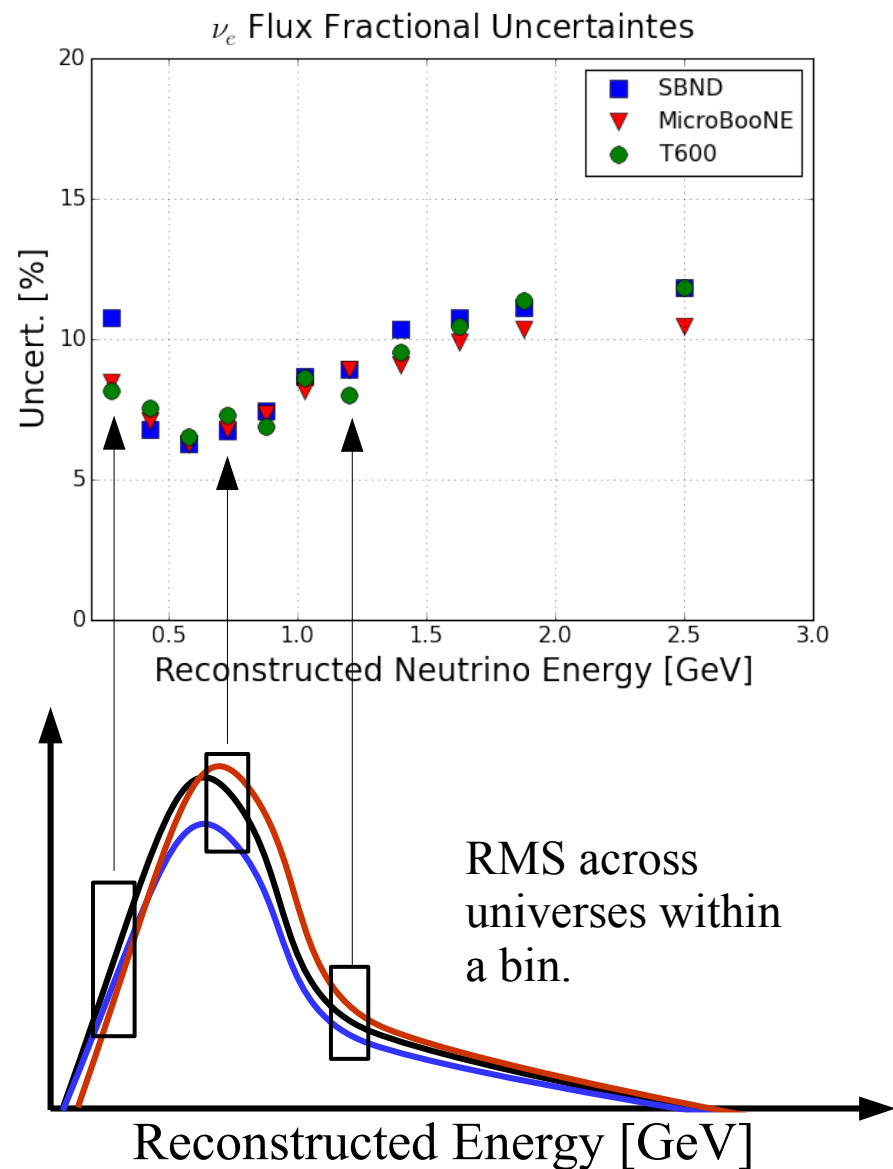 νₑ Flux Fractional Uncertaintes
20
SBND
MicroBooNE
T600
15
10
5
0
Uncert. [%]
0.5 1.0 1.5 2.0 2.5 3.0
Reconstructed Neutrino Energy [GeV]
RMS across
universes within
a bin.
Reconstructed Energy [GeV]